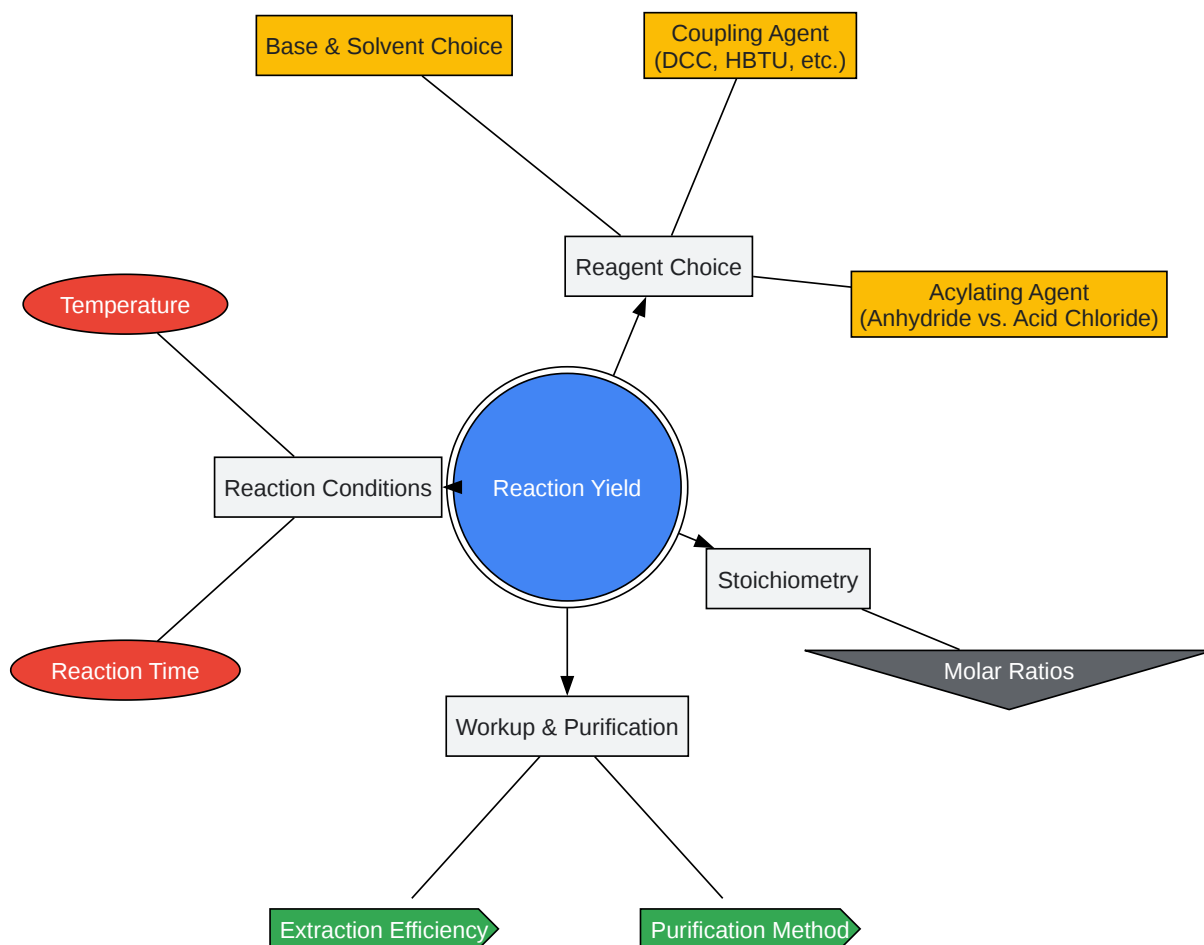 Base & Solvent Choice
Coupling Agent
(DCC, HBTU, etc.)
Reagent Choice
Acylating Agent
(Anhydride vs. Acid Chloride)
Temperature
Reaction Conditions
Reaction Yield
Stoichiometry
Reaction Time
Molar Ratios
Workup & Purification
Extraction Efficiency
Purification Method